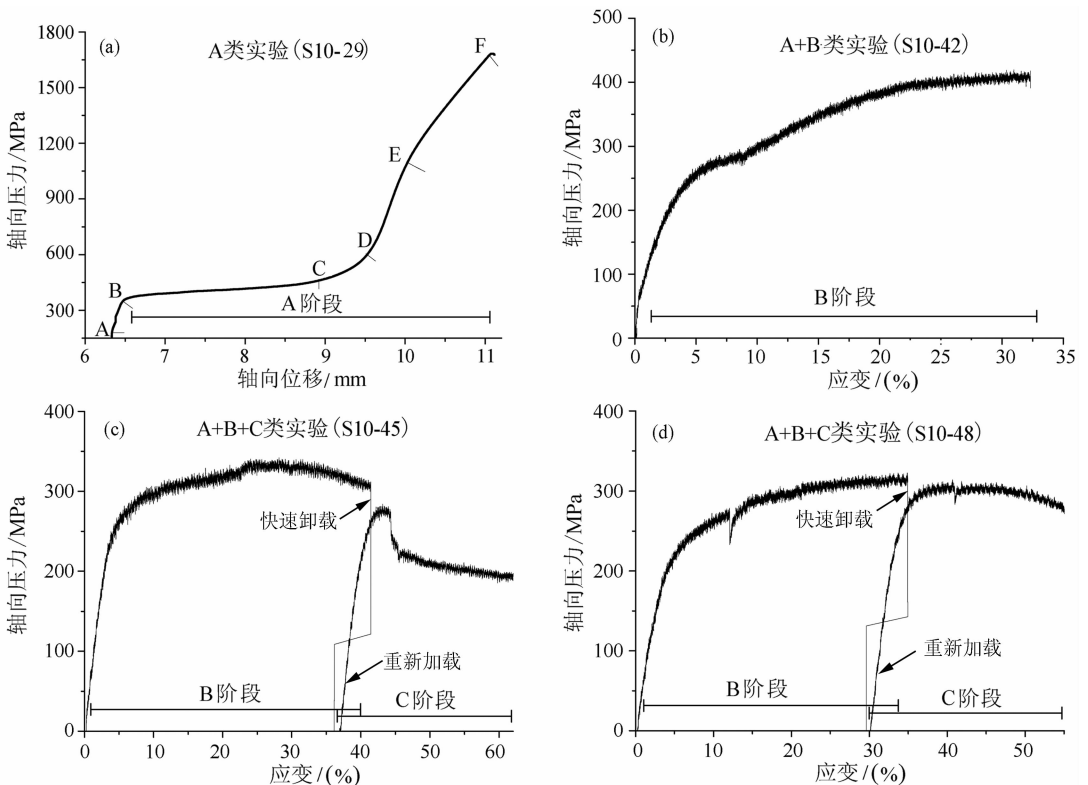 (a)
A类实验(S10-29)
1800
1500
1200
900
600
300
轴向压力/MPa
A
B
C
D
E
F
A阶段
6
7
8
9
10
11
轴向位移/mm
(b)
A+B类实验(S10-42)
500
400
300
200
100
0
轴向压力/MPa
B阶段
0
5
10
15
20
25
30
35
应变/(%)
(c)
A+B+C类实验(S10-45)
400
300
200
100
0
轴向压力/MPa
快速卸载
重新加载
B阶段
C阶段
0
10
20
30
40
50
60
应变/(%)
(d)
A+B+C类实验(S10-48)
400
300
200
100
0
轴向压力/MPa
快速卸载
重新加载
B阶段
C阶段
0
10
20
30
40
50
应变/(%)